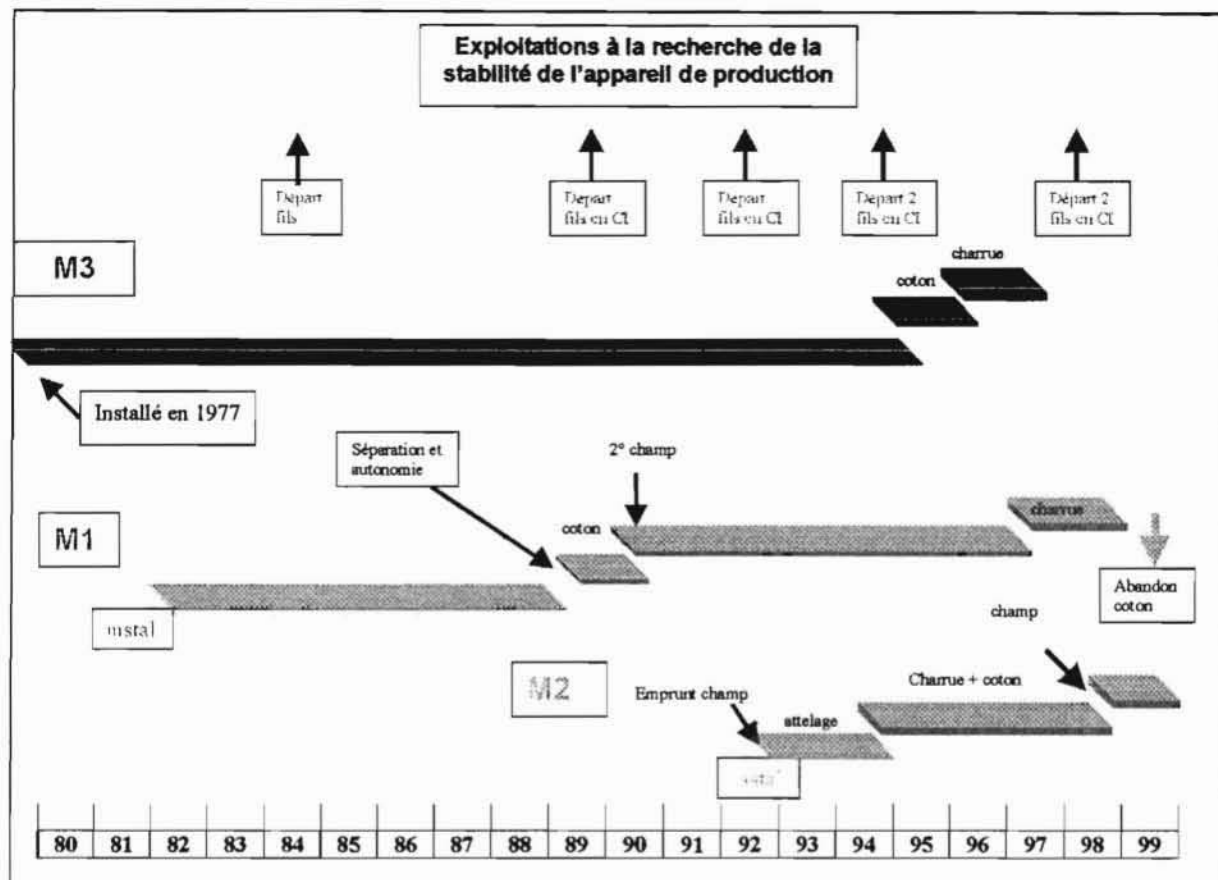 Exploitations à la recherche de la
stabilité de l'appareil de production
Départ
fils
Départ
fils en CI
Départ
fils en CI
Départ 2
fils en CI
Départ 2
fils en CI
M3
charrue
coton
Installé en 1977
Séparation et
autonomie
2° champ
M1
coton
charrue
instal
Abandon
coton
champ
M2
Emprunt champ
Charrue + coton
attelage
80 81 82 83 84 85 86 87 88 89 90 91 92 93 94 95 96 97 98 99